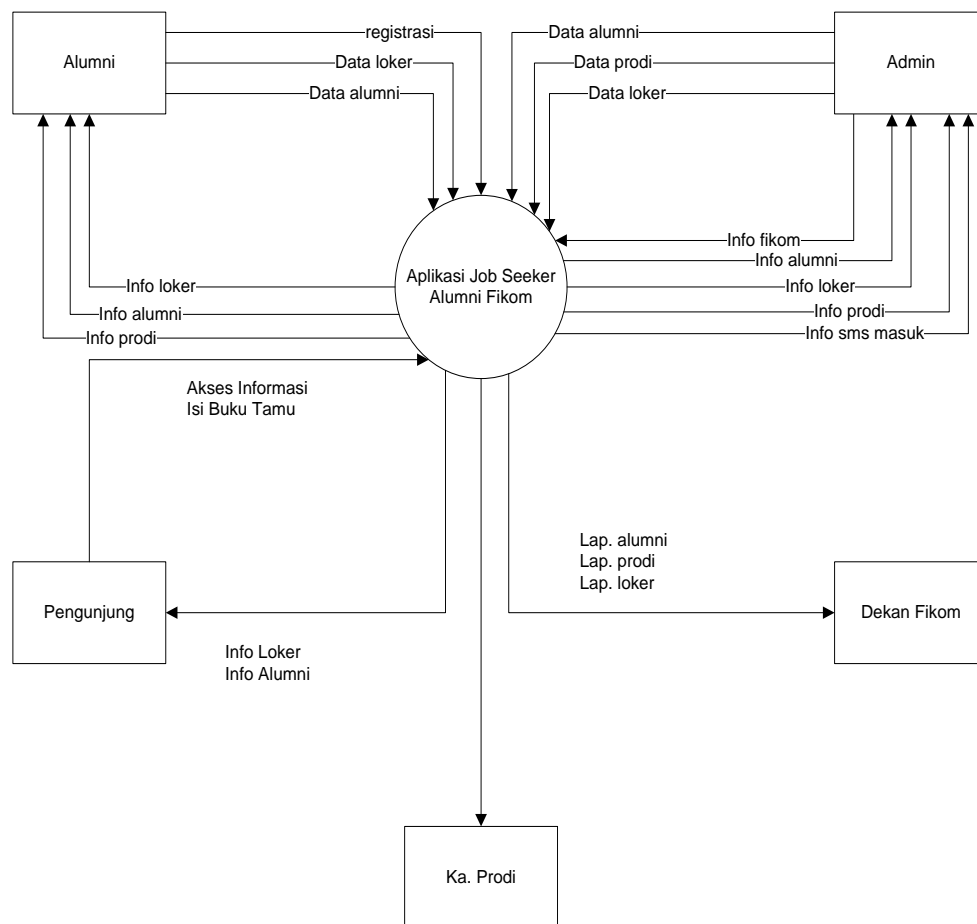 registrasi
Data loker
Data alumni
Alumni
Data alumni
Data prodi
Data loker
Admin
Aplikasi Job Seeker
Alumni Fikom
Info loker
Info alumni
Info prodi
Info fikom
Info alumni
Info loker
Info prodi
Info sms masuk
Akses Informasi
Isi Buku Tamu
Lap. alumni
Lap. prodi
Lap. loker
Pengunjung
Dekan Fikom
Info Loker
Info Alumni
Ka. Prodi